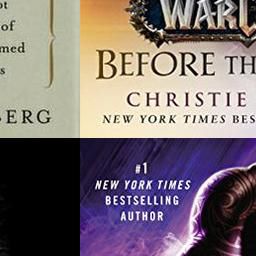 ot
of
med
s
BERG
WAR
BEFORE TH
CHRISTIE
NEW YORK TIMES BES
#1
NEW YORK TIMES
BESTSELLING
AUTHOR